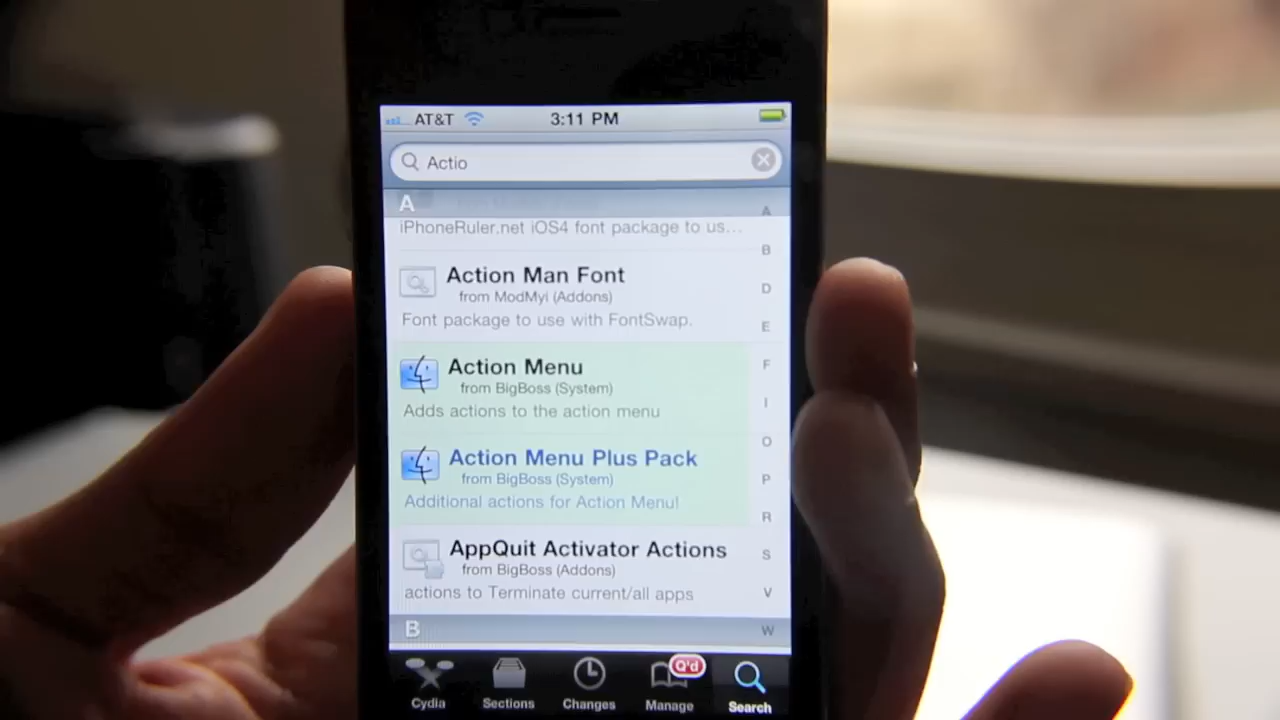 AT&T 3:11 PM
Actio
A
iPhoneRuler.net iOS4 font package to us...
Action Man Font
from ModMyi (Addons)
Font package to use with FontSwap.
Action Menu
from BigBoss (System)
Adds actions to the action menu
Action Menu Plus Pack
from BigBoss (System)
Additional actions for Action Menu!
AppQuit Activator Actions
from BigBoss (Addons)
actions to Terminate current/all apps
B
A
B
D
E
F
I
O
P
R
S
V
W
Q'd
Cydia Sections Changes Manage Search